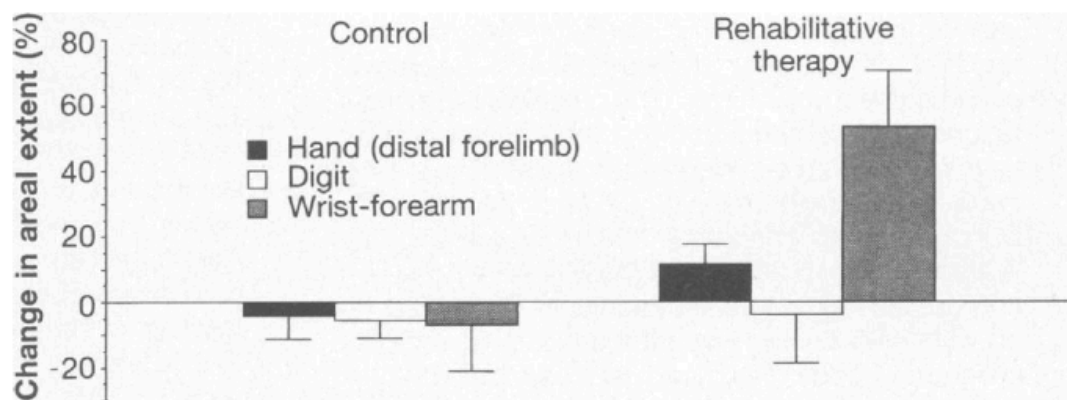 Change in areal extent (%)
80
60
40
20
0
-20
Control
Rehabilitative
therapy
Hand (distal forelimb)
Digit
Wrist-forearm